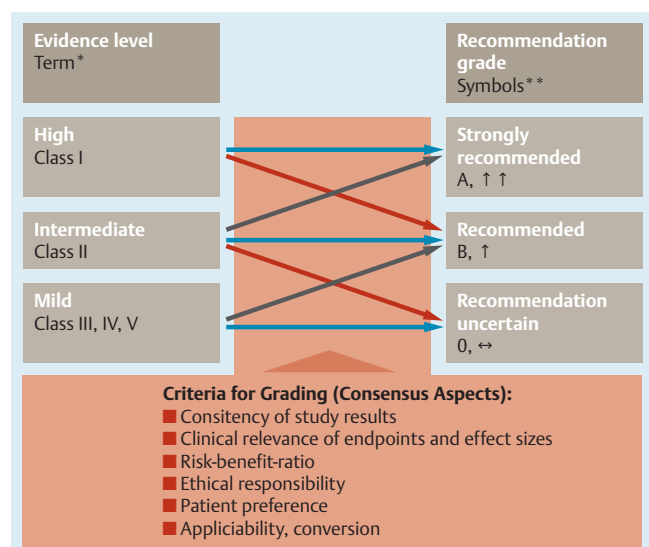 Evidence level
Term*
Recommendation
grade
Symbols**
High
Class I
Strongly
recommended
A, ↑ ↑
Intermediate
Class II
Recommended
B, ↑
Mild
Class III, IV, V
Recommendation
uncertain
0, ↔
Criteria for Grading (Consensus Aspects):
Consitency of study results
Clinical relevance of endpoints and effect sizes
Risk-benefit-ratio
Ethical responsibility
Patient preference
Appliciability, conversion